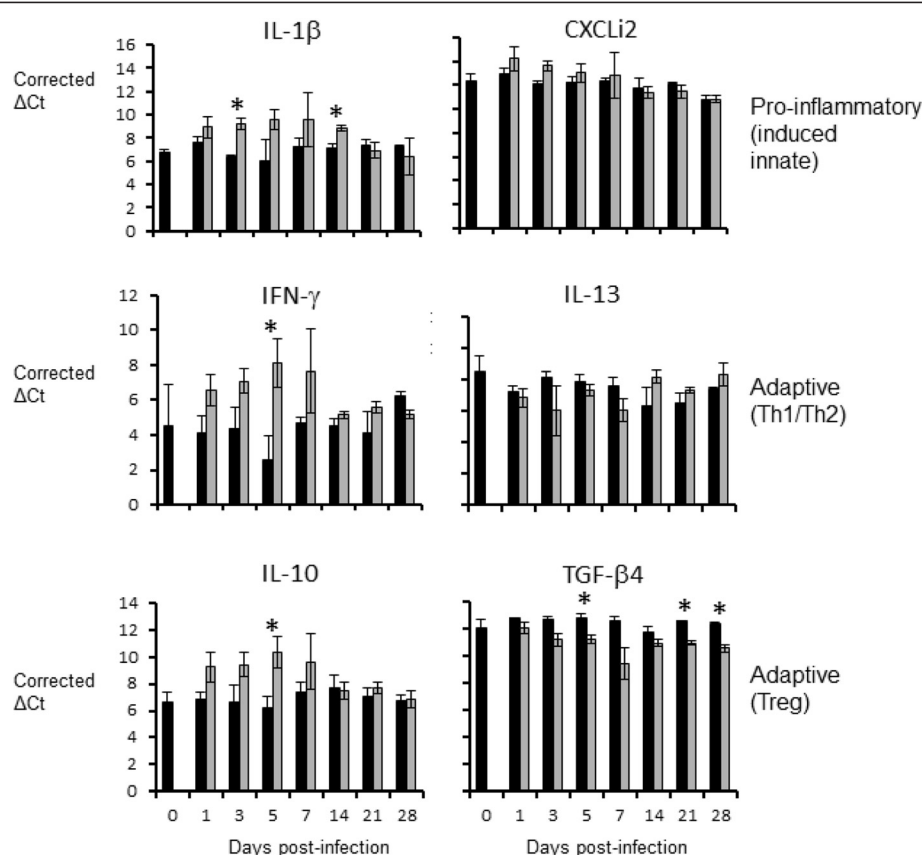 IL-1β
CXCLi2
Corrected
ΔCt
16
14
12
10
8
6
4
2
0
*
*
Pro-inflammatory
(induced
innate)
IFN-γ
IL-13
Corrected
ΔCt
12
10
8
6
4
2
0
*
Adaptive
(Th1/Th2)
IL-10
TGF-β4
Corrected
ΔCt
14
12
10
8
6
4
2
0
*
*
*
*
Adaptive
(Treg)
0 1 3 5 7 14 21 28
0 1 3 5 7 14 21 28
Days post-infection
Days post-infection